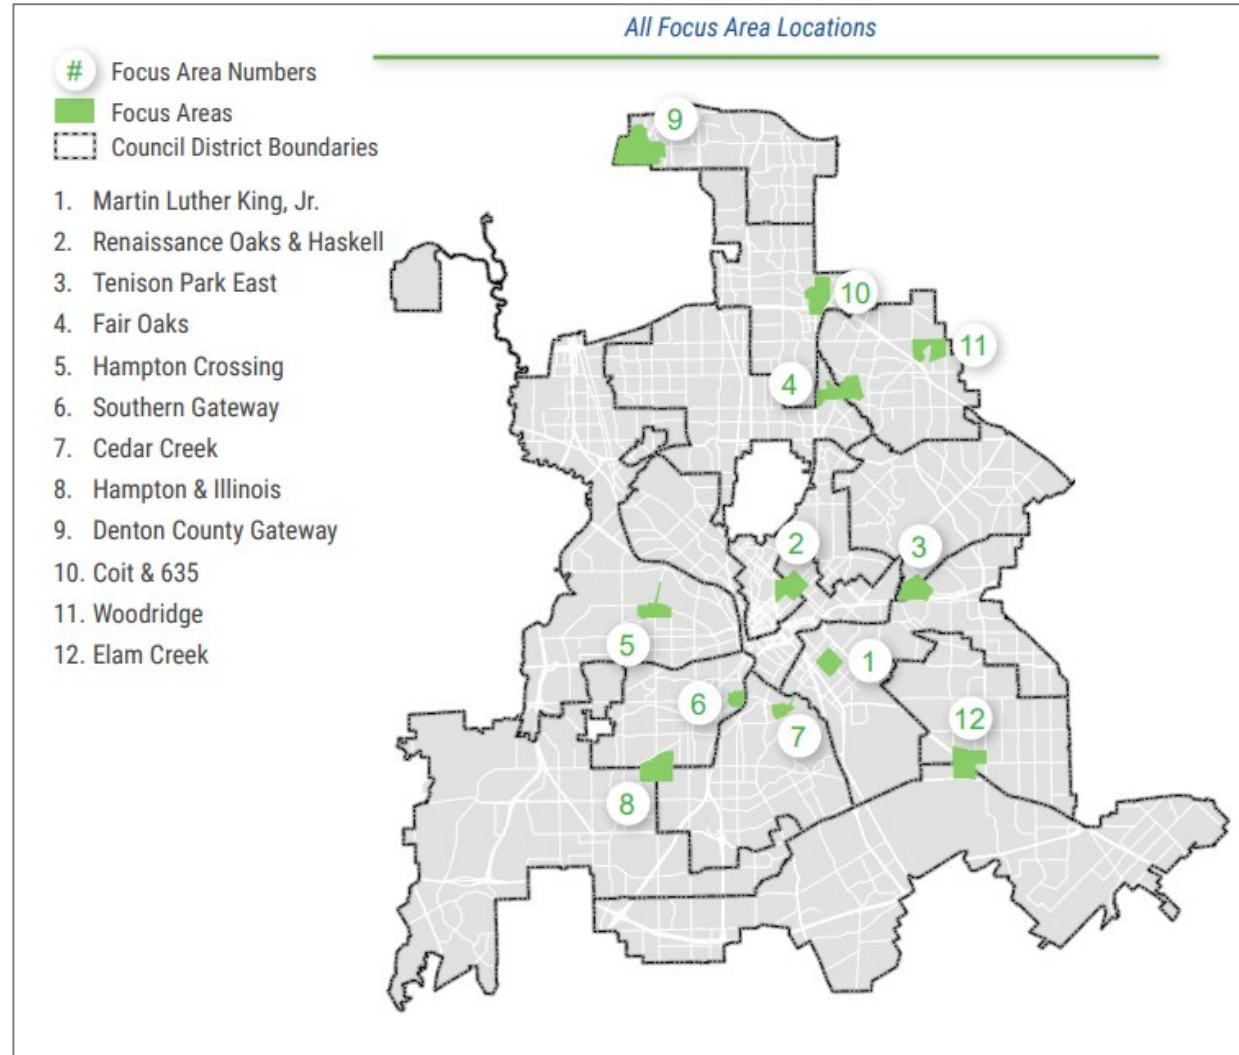 All Focus Area Locations
# Focus Area Numbers
Focus Areas
Council District Boundaries
1. Martin Luther King, Jr.
2. Renaissance Oaks & Haskell
3. Tenison Park East
4. Fair Oaks
5. Hampton Crossing
6. Southern Gateway
7. Cedar Creek
8. Hampton & Illinois
9. Denton County Gateway
10. Coit & 635
11. Woodridge
12. Elam Creek
9
10
11
4
2
3
5
1
6
12
7
8